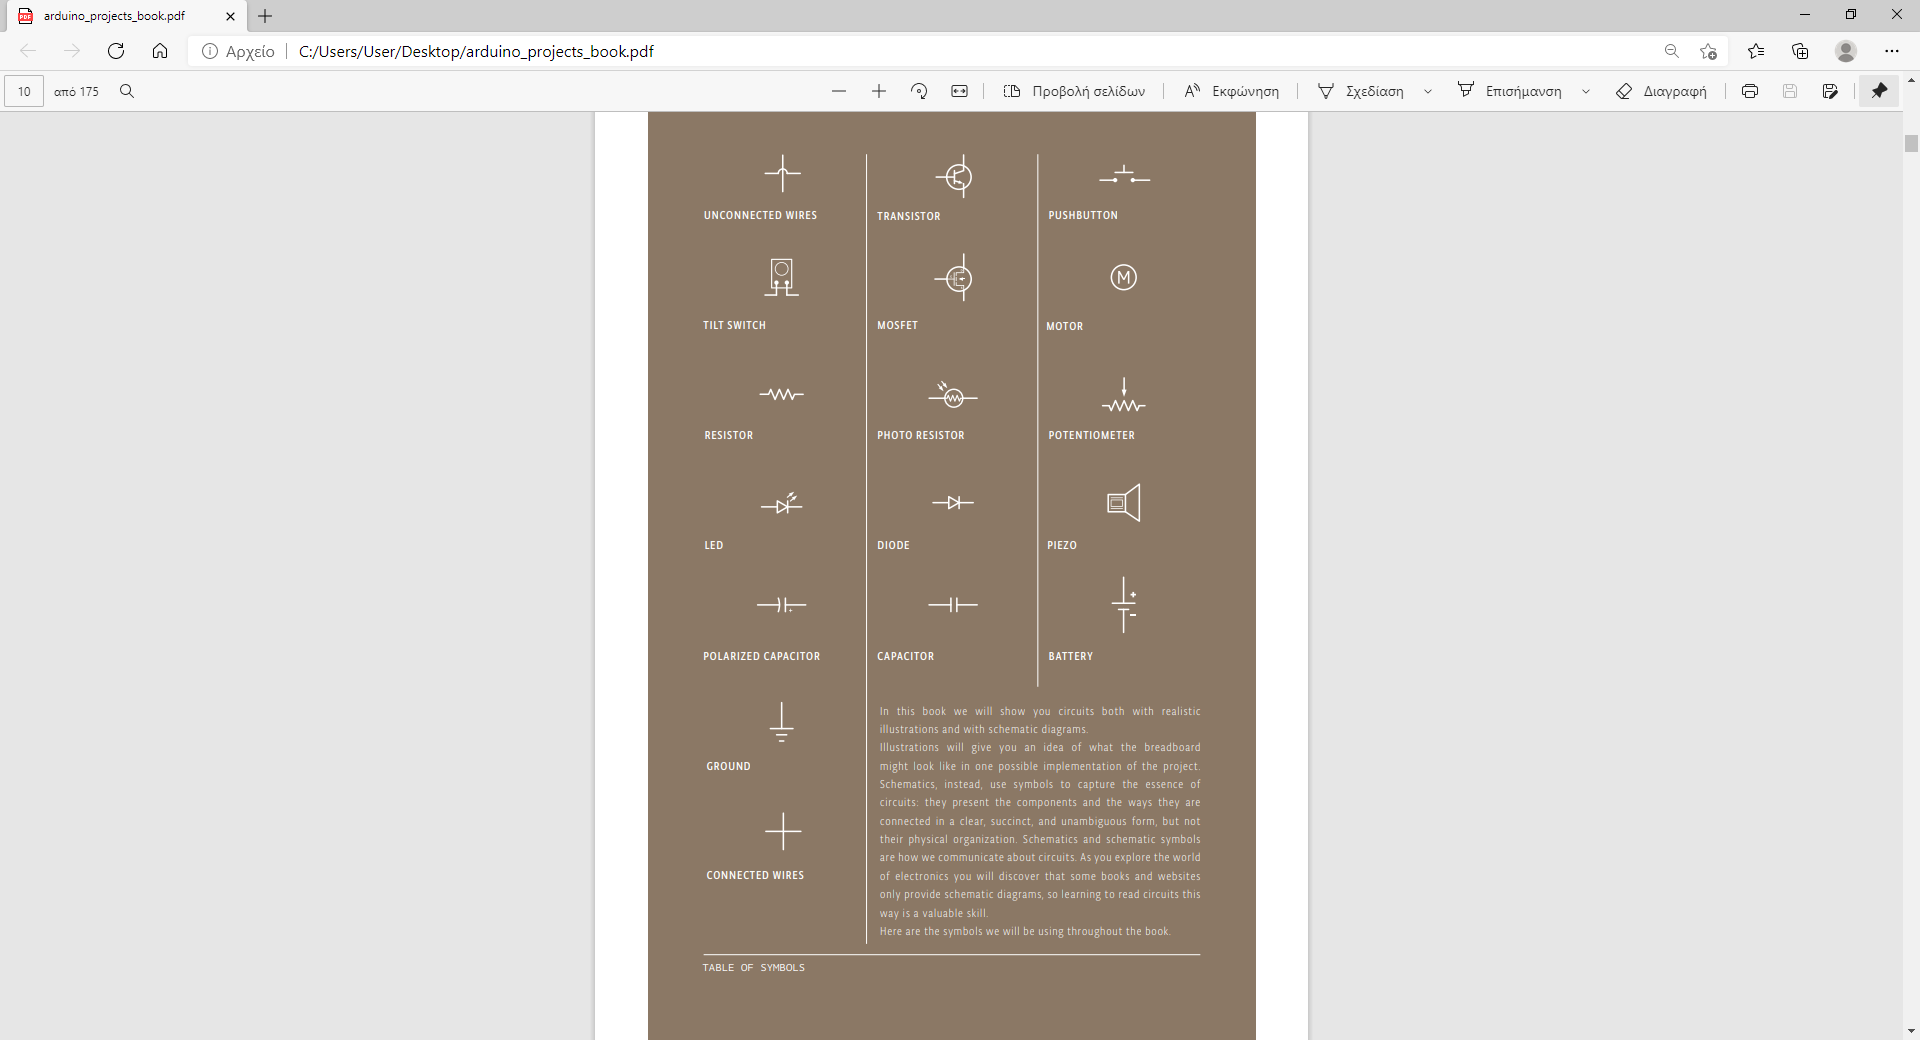 arduino_projects_book.pdf
Αρχείο C:/Users/User/Desktop/arduino_projects_book.pdf
10 από 175 Προβολή σελίδων Εκφώνηση Σχεδίαση Επισήμανση Διαγραφή
UNCONNECTED WIRES TRANSISTOR PUSHBUTTON
M
TILT SWITCH MOSFET MOTOR
RESISTOR PHOTO RESISTOR POTENTIOMETER
LED DIODE PIEZO
POLARIZED CAPACITOR CAPACITOR BATTERY
GROUND
CONNECTED WIRES
In this book we will show you circuits both with realistic
illustrations and with schematic diagrams.
Illustrations will give you an idea of what the breadboard
might look like in one possible implementation of the project.
Schematics, instead, use symbols to capture the essence of
circuits: they present the components and the ways they are
connected in a clear, succinct, and unambiguous form, but not
their physical organization. Schematics and schematic symbols
are how we communicate about circuits. As you explore the world
of electronics you will discover that some books and websites
only provide schematic diagrams, so learning to read circuits this
way is a valuable skill.
Here are the symbols we will be using throughout the book.
TABLE OF SYMBOLS